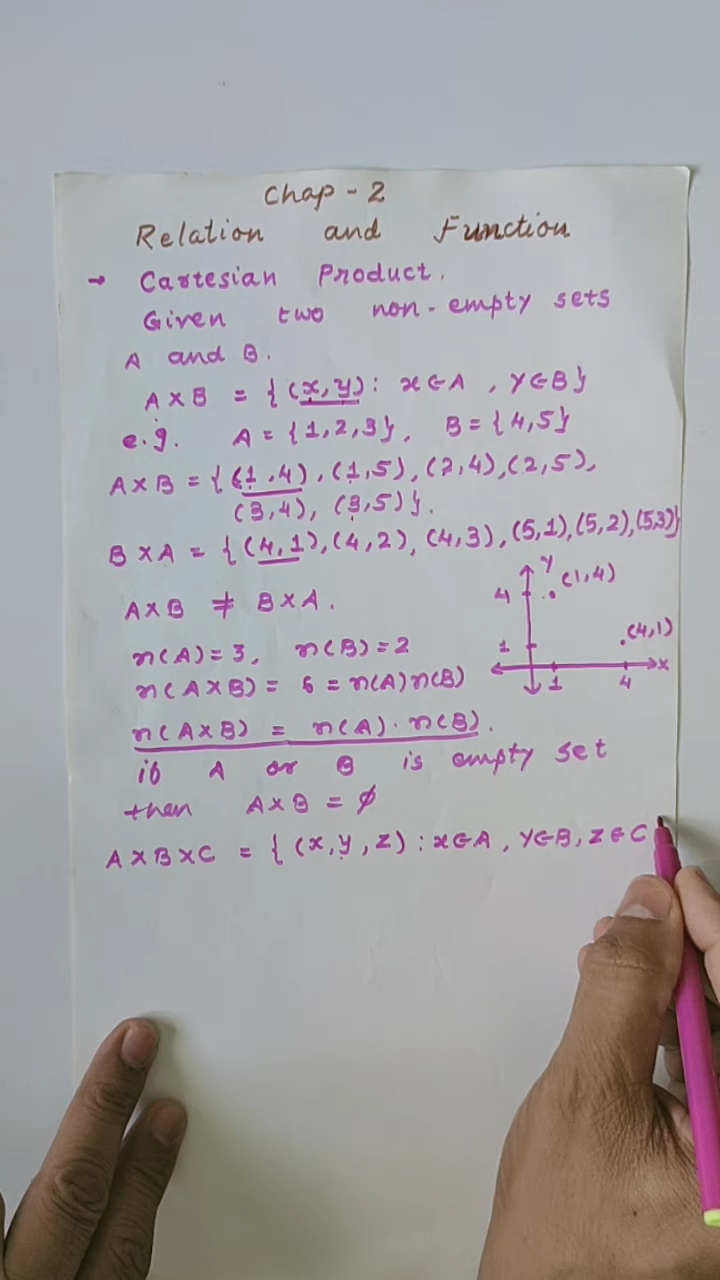 Chap - 2
Relation and Function
→ Cartesian Product.
Given two non-empty sets
A and B.
A × B = { (x, y) : x ∈ A , Y ∈ B }
e.g. A = {1,2,3}, B = {4,5}
A × B = { (1,4), (1,5), (2,4), (2,5),
(3,4), (3,5) }.
B × A = { (4,1), (4,2), (4,3), (5,1), (5,2), (5,3)}
A × B ≠ B × A.
n(A) = 3, n(B) = 2
n(A × B) = 6 = n(A)n(B)
n(A × B) = n(A) · n(B).
if A or B is empty set
then A × B = ϕ
A × B × C = { (x, y, z) : x ∈ A , Y ∈ B, Z ∈ C
Y
4 (1,4)
1 (4,1)
1 4 x